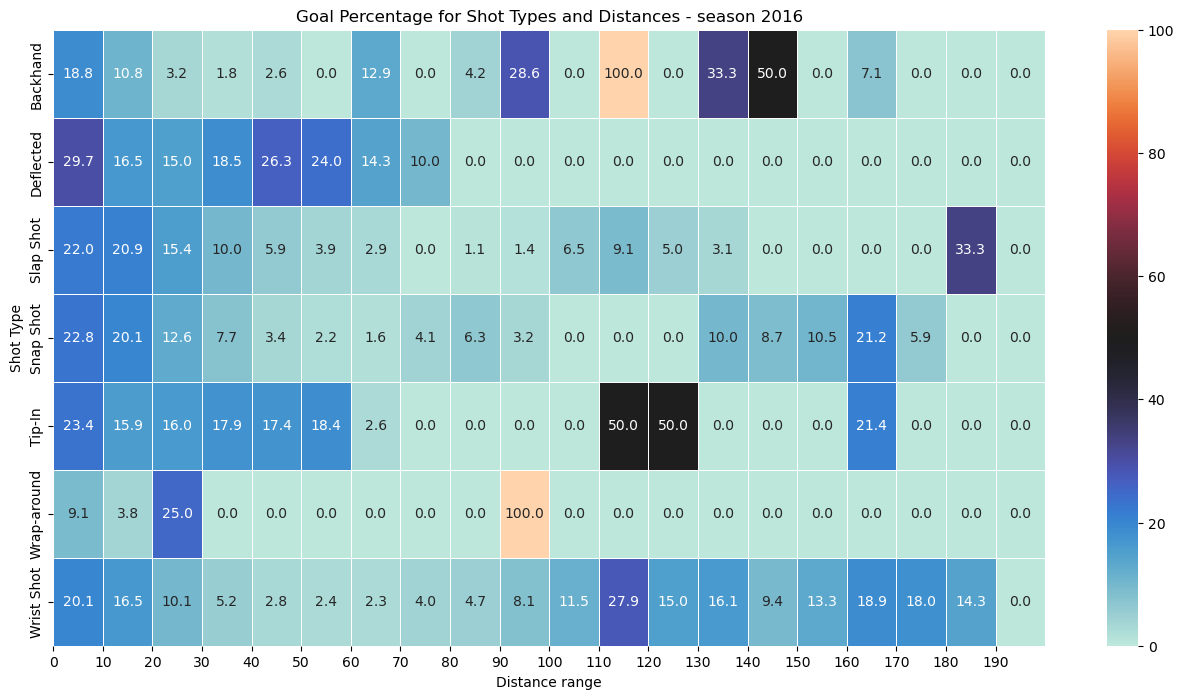 Goal Percentage for Shot Types and Distances - season 2016
Shot Type
Backhand 18.8 10.8 3.2 1.8 2.6 0.0 12.9 0.0 4.2 28.6 0.0 100.0 0.0 33.3 50.0 0.0 7.1 0.0 0.0 0.0
Deflected 29.7 16.5 15.0 18.5 26.3 24.0 14.3 10.0 0.0 0.0 0.0 0.0 0.0 0.0 0.0 0.0 0.0 0.0 0.0 0.0
Slap Shot 22.0 20.9 15.4 10.0 5.9 3.9 2.9 0.0 1.1 1.4 6.5 9.1 5.0 3.1 0.0 0.0 0.0 0.0 33.3 0.0
Snap Shot 22.8 20.1 12.6 7.7 3.4 2.2 1.6 4.1 6.3 3.2 0.0 0.0 0.0 10.0 8.7 10.5 21.2 5.9 0.0 0.0
Tip-In 23.4 15.9 16.0 17.9 17.4 18.4 2.6 0.0 0.0 0.0 0.0 50.0 50.0 0.0 0.0 0.0 21.4 0.0 0.0 0.0
Wrap-around 9.1 3.8 25.0 0.0 0.0 0.0 0.0 0.0 0.0 100.0 0.0 0.0 0.0 0.0 0.0 0.0 0.0 0.0 0.0 0.0
Wrist Shot 20.1 16.5 10.1 5.2 2.8 2.4 2.3 4.0 4.7 8.1 11.5 27.9 15.0 16.1 9.4 13.3 18.9 18.0 14.3 0.0
0 10 20 30 40 50 60 70 80 90 100 110 120 130 140 150 160 170 180 190
Distance range
100
80
60
40
20
0